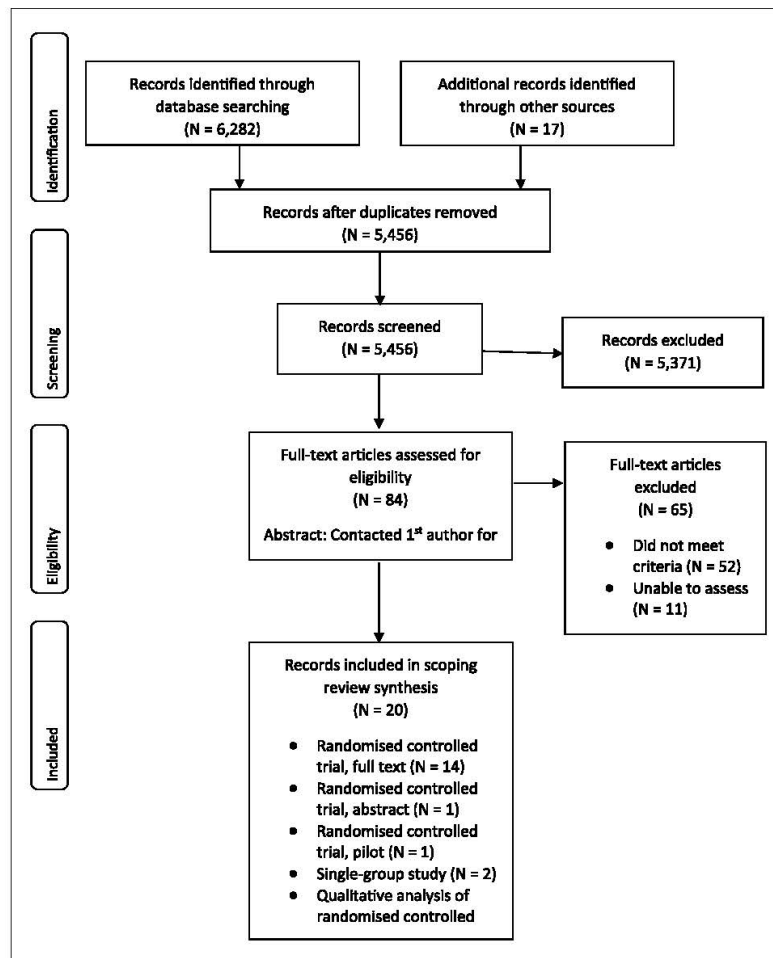 Identification
Records identified through
database searching
(N = 6,282)
Additional records identified
through other sources
(N = 17)
Records after duplicates removed
(N = 5,456)
Screening
Records screened
(N = 5,456)
Records excluded
(N = 5,371)
Eligibility
Full-text articles assessed for
eligibility
(N = 84)
Abstract: Contacted 1st author for
Full-text articles
excluded
(N = 65)
● Did not meet
criteria (N = 52)
● Unable to assess
(N = 11)
Included
Records included in scoping
review synthesis
(N = 20)
● Randomised controlled
trial, full text (N = 14)
● Randomised controlled
trial, abstract (N = 1)
● Randomised controlled
trial, pilot (N = 1)
● Single-group study (N = 2)
● Qualitative analysis of
randomised controlled